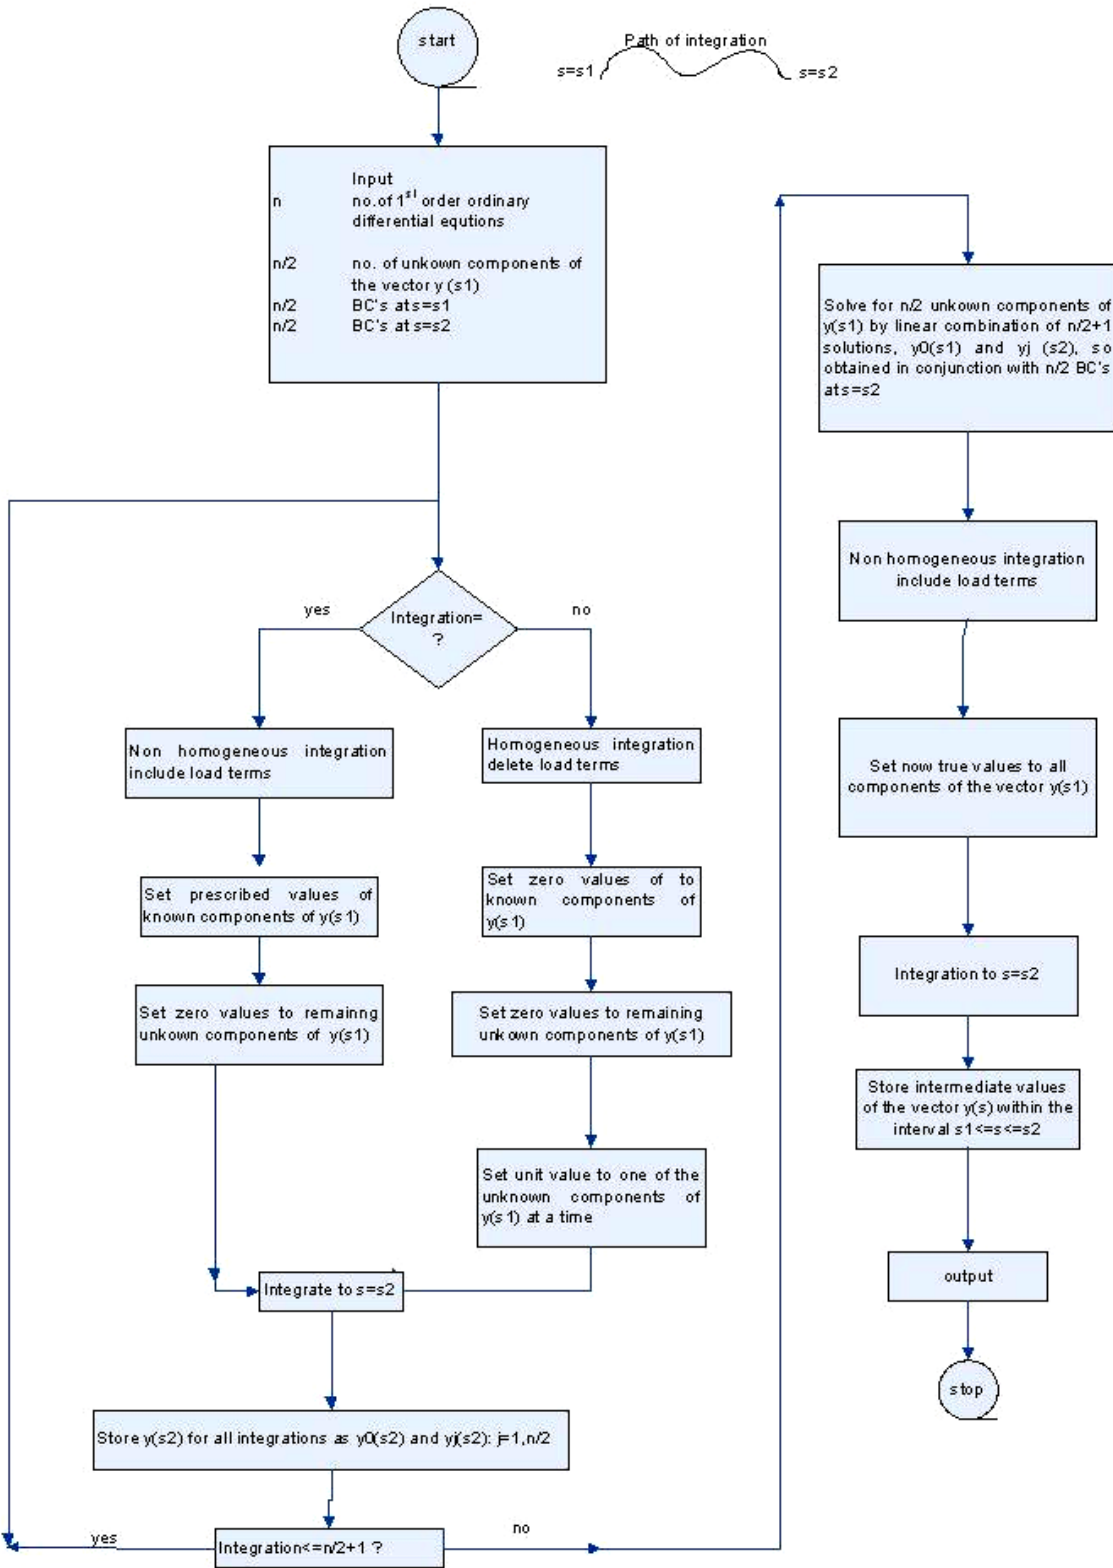 start
Path of integration
s=s1
s=s2
Input
n no.of 1st order ordinary
differential equtions
n/2 no. of unkown components of
the vector y (s1)
n/2 BC's at s=s1
n/2 BC's at s=s2
Integration=
?
yes
no
Non homogeneous integration
include load terms
Set prescribed values of
known components of y(s1)
Set zero values to remainng
unkown components of y(s1)
Homogeneous integration
delete load terms
Set zero values of to
known components of
y(s1)
Set zero values to remaining
unkown components of y(s1)
Set unit value to one of the
unknown components of
y(s1) at a time
Integrate to s=s2
Store y(s2) for all integrations as y0(s2) and yj(s2): j=1,n/2
Integration<=n/2+1 ?
yes
no
Solve for n/2 unkown components of
y(s1) by linear combination of n/2+1
solutions, y0(s1) and yj (s2), so
obtained in conjunction with n/2 BC's
at s=s2
Non homogeneous integration
include load terms
Set now true values to all
components of the vector y(s1)
Integration to s=s2
Store intermediate values
of the vector y(s) within the
interval s1<=s<=s2
output
stop